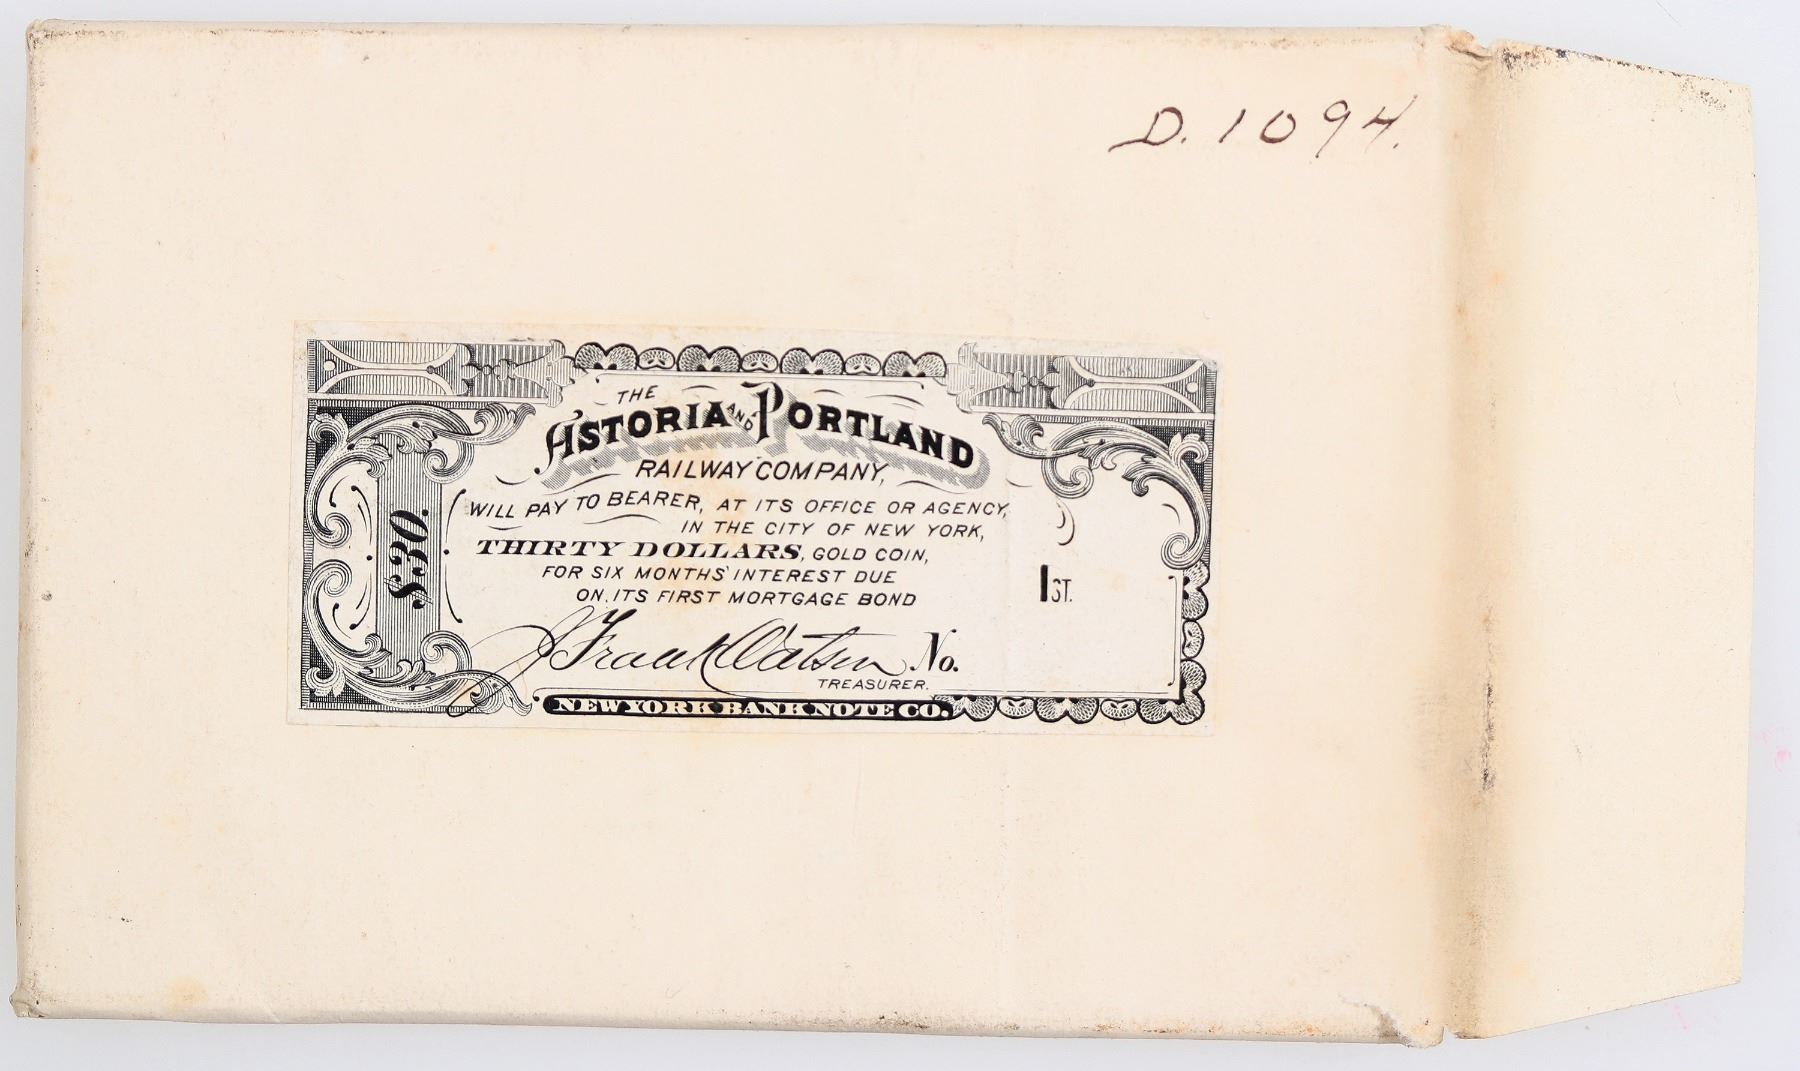 D. 1094.
THE
ASTORIA AND PORTLAND
RAILWAY COMPANY,
WILL PAY TO BEARER, AT ITS OFFICE OR AGENCY,
IN THE CITY OF NEW YORK,
THIRTY DOLLARS, GOLD COIN,
FOR SIX MONTHS' INTEREST DUE
ON ITS FIRST MORTGAGE BOND
$30.
1ST.
J Frank Watson No.
TREASURER.
NEW YORK BANK NOTE CO.